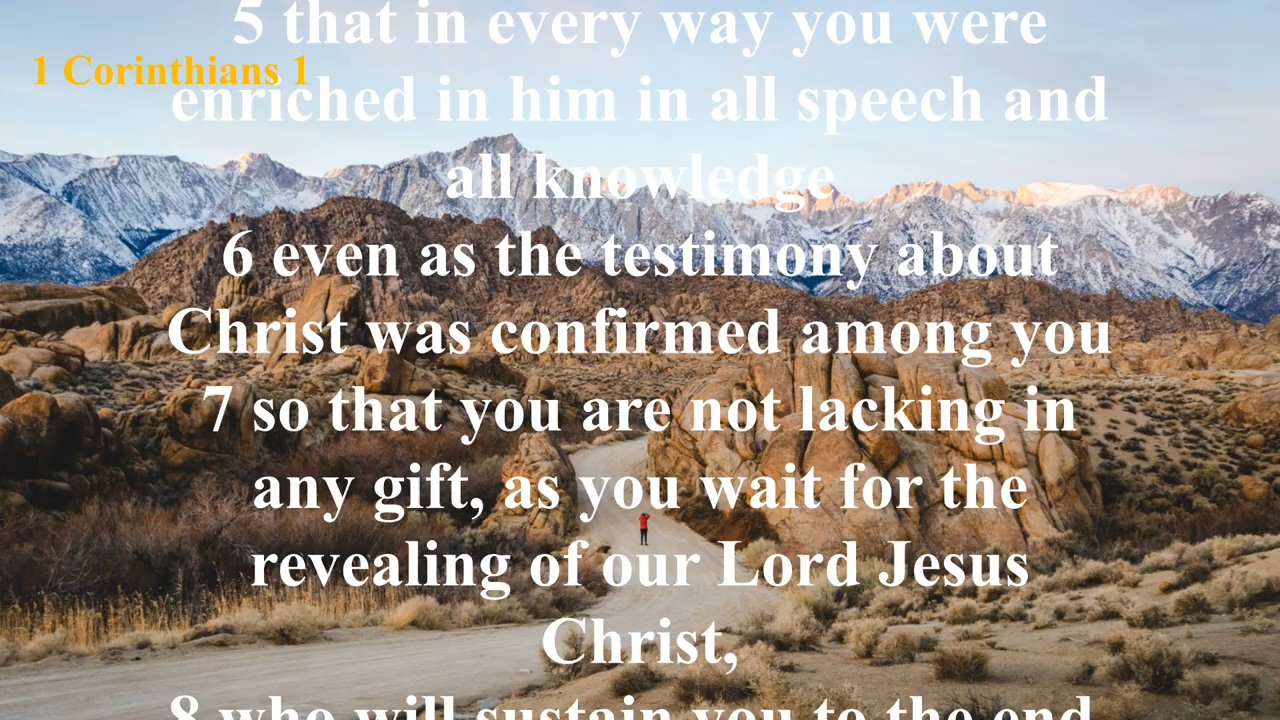 5 that in every way you were
1 Corinthians 1
enriched in him in all speech and
all knowledge
6 even as the testimony about
Christ was confirmed among you
7 so that you are not lacking in
any gift, as you wait for the
revealing of our Lord Jesus
Christ,
8 who will sustain you to the end,